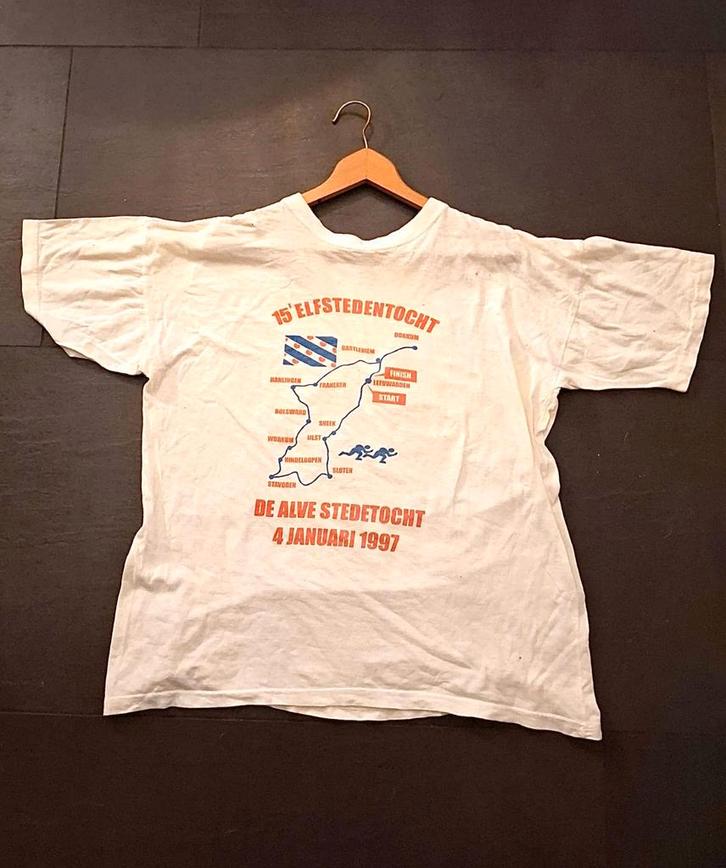 15ᵉ ELFSTEDENTOCHT
DOKKUM
BARTLEHIEM
FINISH
HARLINGEN
FRANEKER
LEEUWARDEN
START
BOLSWARD
SNEEK
WORKUM
IJLST
HINDELOOPEN
SLOTEN
STAVOREN
DE ALVE STEDETOCHT
4 JANUARI 1997